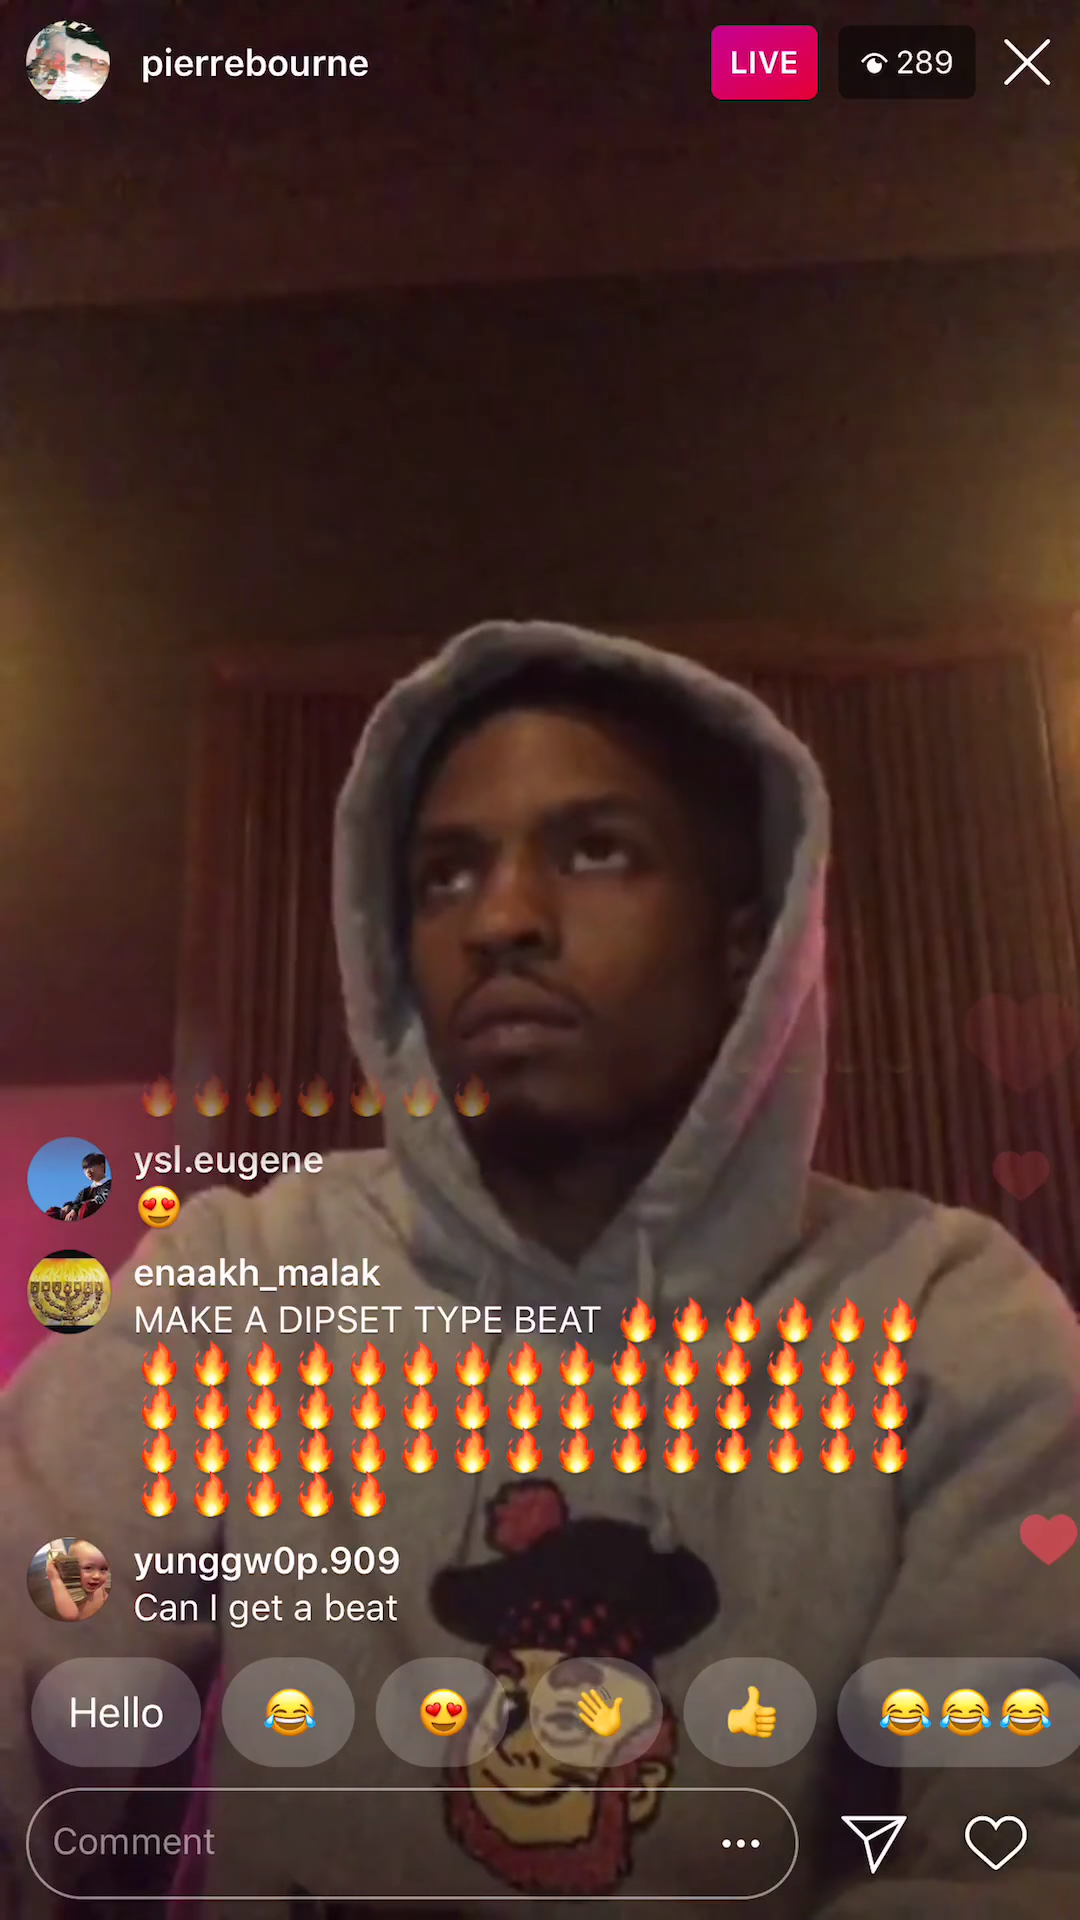 pierrebourne
LIVE
289
🔥🔥🔥🔥🔥🔥🔥
ysl.eugene
😍
enaakh_malak
MAKE A DIPSET TYPE BEAT 🔥🔥🔥🔥🔥🔥
🔥🔥🔥🔥🔥🔥🔥🔥🔥🔥🔥🔥🔥🔥🔥
🔥🔥🔥🔥🔥🔥🔥🔥🔥🔥🔥🔥🔥🔥🔥
🔥🔥🔥🔥🔥🔥🔥🔥🔥🔥🔥🔥🔥🔥🔥
🔥🔥🔥🔥🔥
yunggw0p.909
Can I get a beat
Hello 😂 😍 👋 👍 😂😂😂
Comment